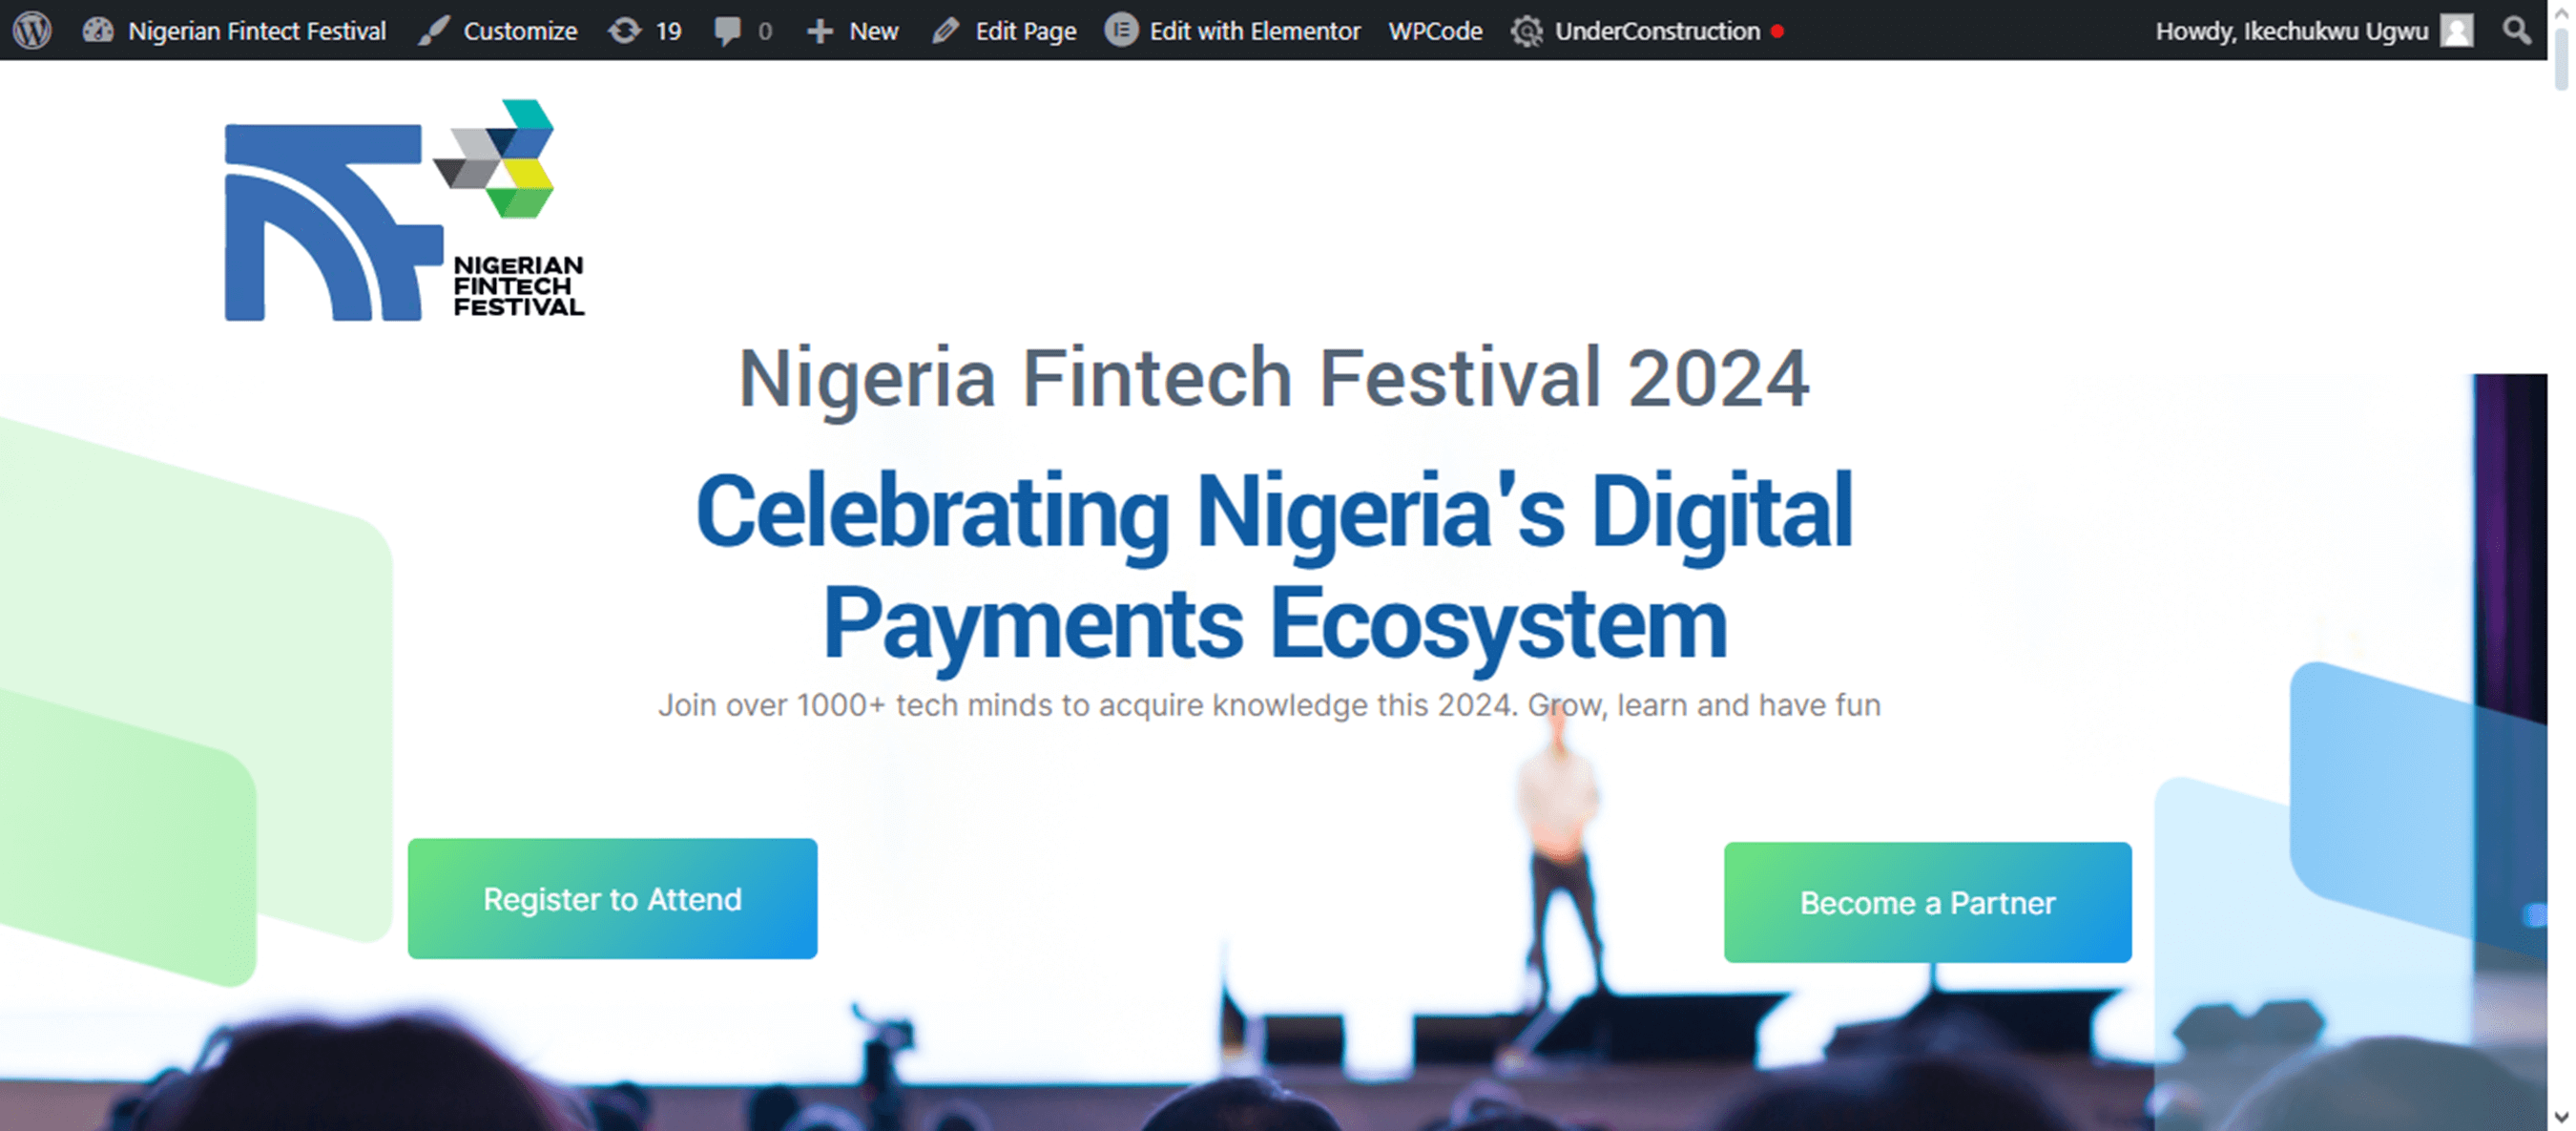 Nigerian Fintect Festival Customize 19 0 New Edit Page Edit with Elementor WPCode UnderConstruction Howdy, Ikechukwu Ugwu
NIGERIAN
FINTECH
FESTIVAL
Nigeria Fintech Festival 2024
Celebrating Nigeria's Digital
Payments Ecosystem
Join over 1000+ tech minds to acquire knowledge this 2024. Grow, learn and have fun
Register to Attend
Become a Partner